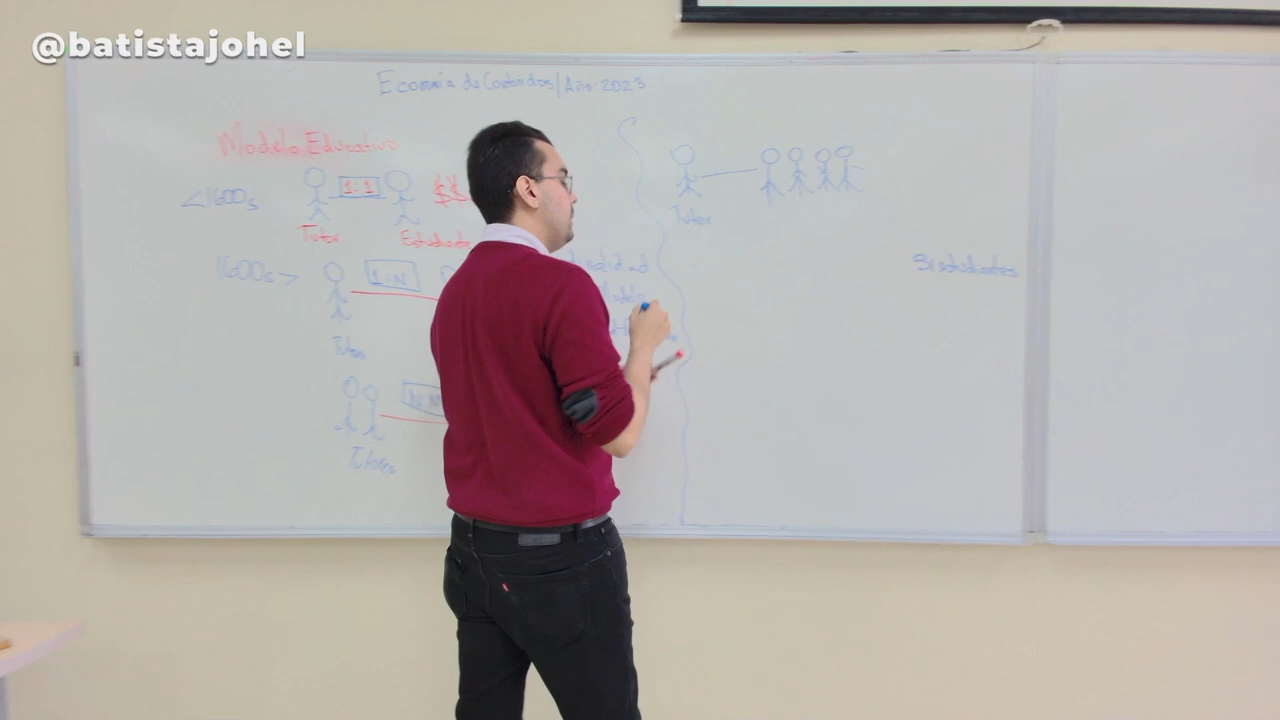 @batistajohel
Economía de Contenidos / Año 2023
Modelo Educativo
<1600s
1:1
$$
Tutor
Estudiante
Tutor
1600s >
1:N
Tutor
N:N
Tutores
31 estudiantes